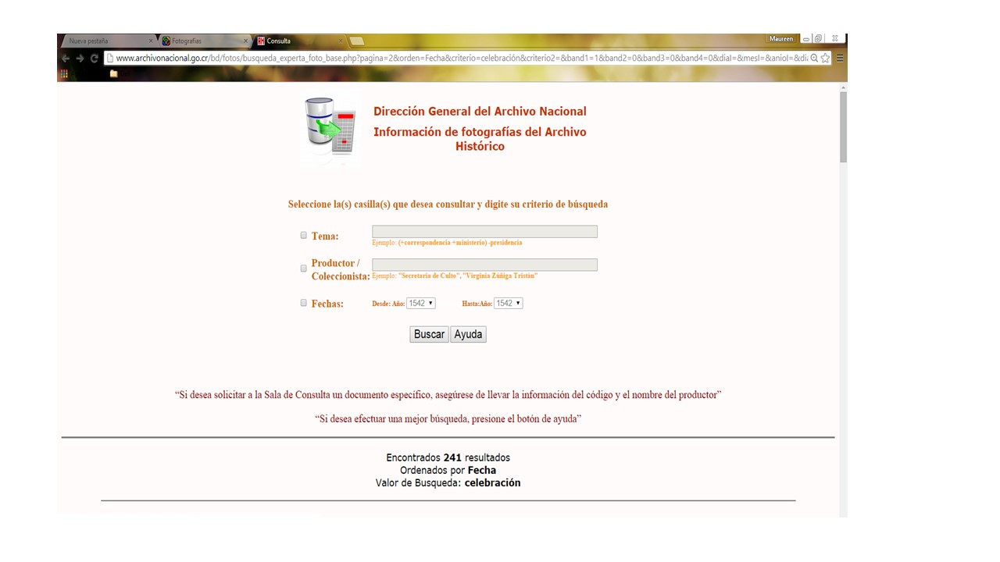 Nueva pestaña
Fotografías
Consulta
Maureen
www.archivonacional.go.cr/bd/fotos/busqueda_experta_foto_base.php?pagina=2&orden=Fecha&criterio=celebración&criterio2=&band1=1&band2=0&band3=0&band4=0&diaI=&mesI=&anioI=&di
Dirección General del Archivo Nacional
Información de fotografías del Archivo
Histórico
Seleccione la(s) casilla(s) que desea consultar y digite su criterio de búsqueda
Tema:
Ejemplo: (+correspondencia +ministerio) -presidencia
Productor /
Coleccionista: Ejemplo: "Secretaria de Culto", "Virginia Zúñiga Tristán"
Fechas: Desde: Año: 1542 Hasta:Año: 1542
Buscar Ayuda
“Si desea solicitar a la Sala de Consulta un documento específico, asegúrese de llevar la información del código y el nombre del productor”
“Si desea efectuar una mejor búsqueda, presione el botón de ayuda”
Encontrados 241 resultados
Ordenados por Fecha
Valor de Busqueda: celebración